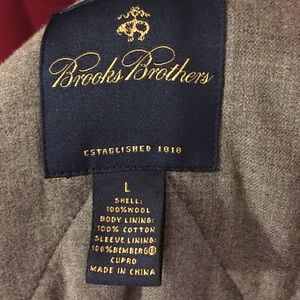 Brooks Brothers
ESTABLISHED 1818
L
SHELL:
100%WOOL
BODY LINING:
100% COTTON
SLEEVE LINING:
100%BEMBERG®
CUPRO
MADE IN CHINA